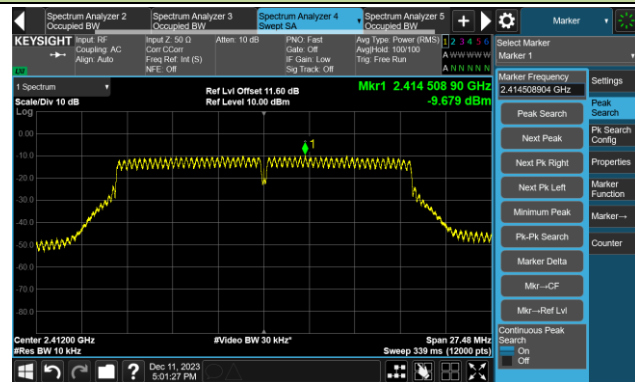 Spectrum Analyzer 2
Occupied BW
Spectrum Analyzer 3
Occupied BW
Spectrum Analyzer 4
Swept SA
Spectrum Analyzer 5
Occupied BW
+
Marker
KEYSIGHT
Input: RF
Coupling: AC
Align: Auto
Input Z: 50 Ω
Corr CCorr
Freq Ref: Int (S)
NFE: Off
Atten: 10 dB
PNO: Fast
Gate: Off
IF Gain: Low
Sig Track: Off
Avg Type: Power (RMS)
Avg|Hold: 100/100
Trig: Free Run
1 2 3 4 5 6
A W W W W W
A N N N N N
LW
Select Marker
Marker 1
1 Spectrum
Scale/Div 10 dB
Log
Ref Lvl Offset 11.60 dB
Ref Level 10.00 dBm
Mkr1 2.414 508 90 GHz
-9.679 dBm
0.00
-10.0
-20.0
-30.0
-40.0
-50.0
-60.0
-70.0
-80.0
1
Center 2.41200 GHz
#Res BW 10 kHz
#Video BW 30 kHz*
Span 27.48 MHz
Sweep 339 ms (12000 pts)
Marker Frequency
2.414508904 GHz
Peak Search
Next Peak
Next Pk Right
Next Pk Left
Minimum Peak
Pk-Pk Search
Marker Delta
Mkr→CF
Mkr→Ref Lvl
Continuous Peak
Search
On
Off
Settings
Peak
Search
Pk Search
Config
Properties
Marker
Function
Marker→
Counter
?
Dec 11, 2023
5:01:27 PM